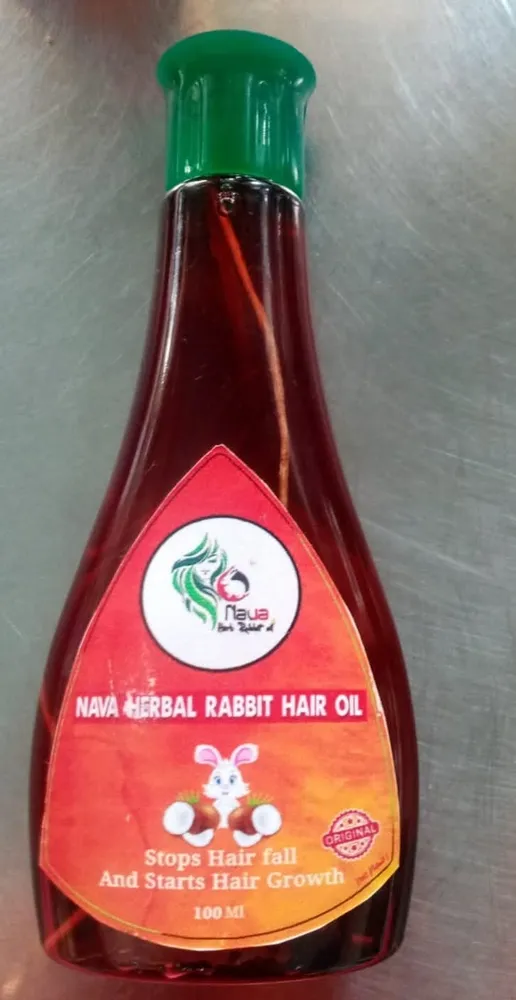 Nava
NAVA HERBAL RABBIT HAIR OIL
ORIGINAL
Stops Hair fall
And Starts Hair Growth
100 Ml